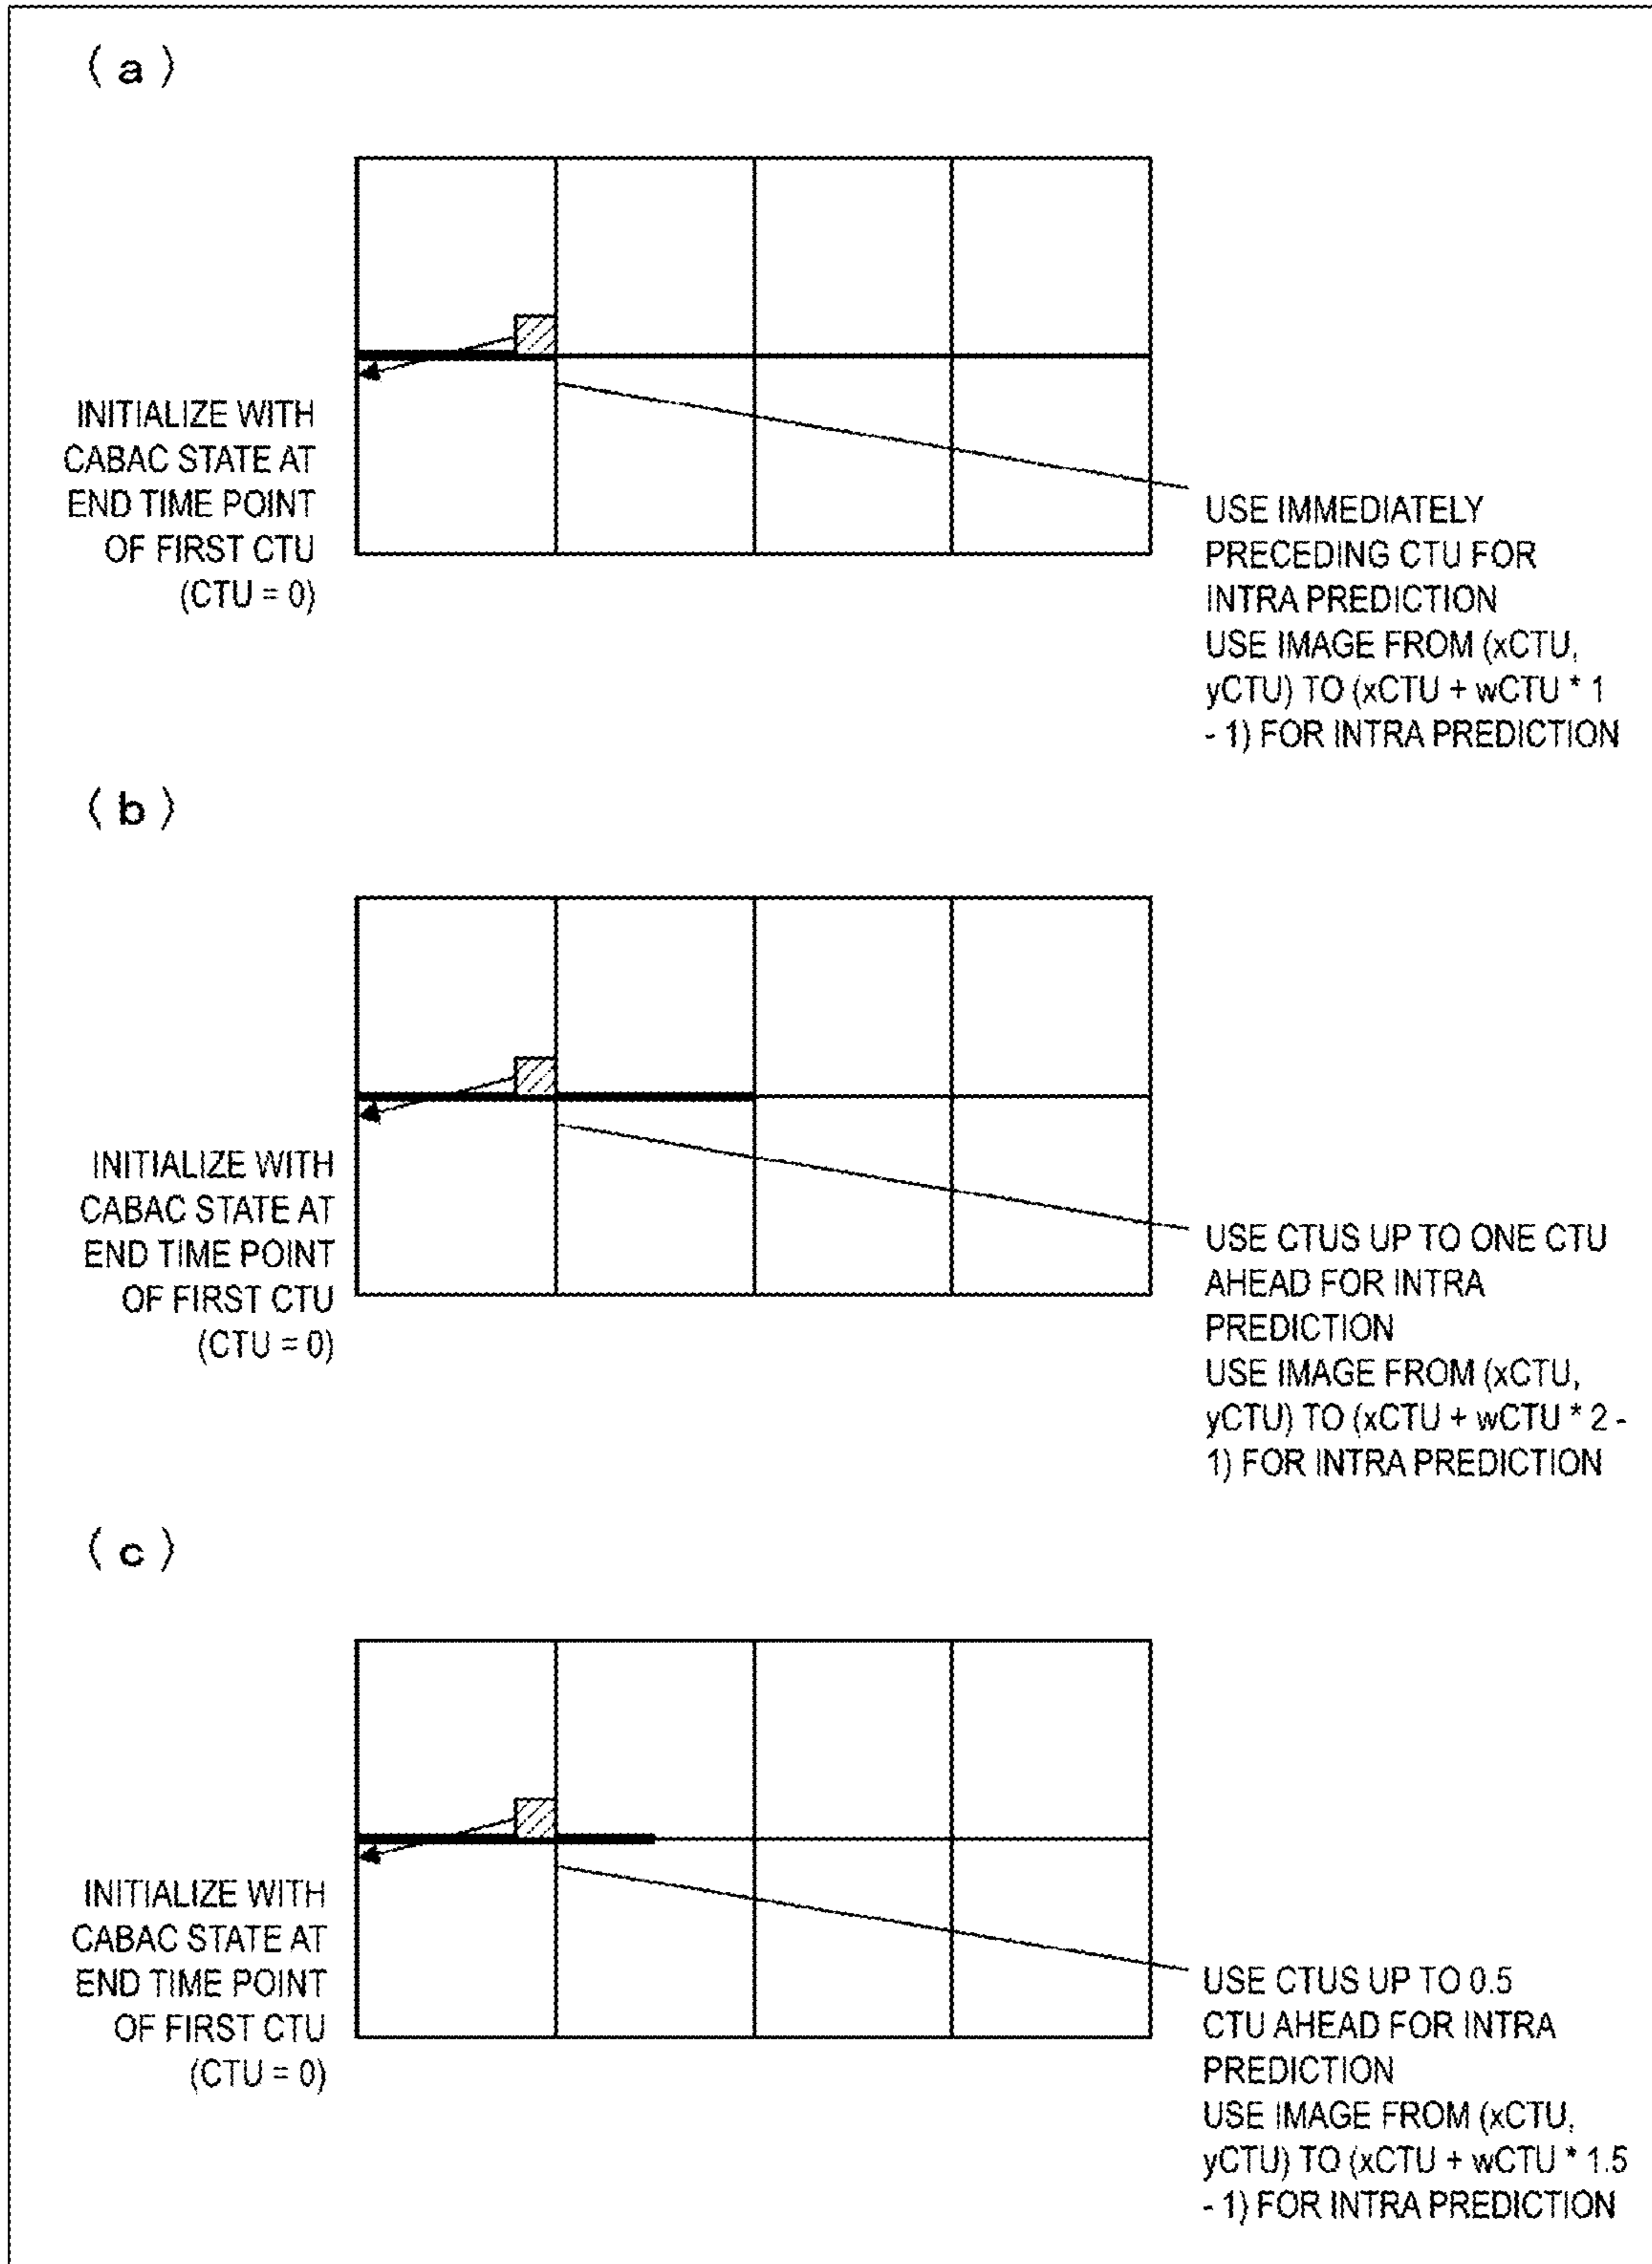 (a)
INITIALIZE WITH
CABAC STATE AT
END TIME POINT
OF FIRST CTU
(CTU = 0)
USE IMMEDIATELY
PRECEDING CTU FOR
INTRA PREDICTION
USE IMAGE FROM (xCTU,
yCTU) TO (xCTU + wCTU * 1
- 1) FOR INTRA PREDICTION
(b)
INITIALIZE WITH
CABAC STATE AT
END TIME POINT
OF FIRST CTU
(CTU = 0)
USE CTUS UP TO ONE CTU
AHEAD FOR INTRA
PREDICTION
USE IMAGE FROM (xCTU,
yCTU) TO (xCTU + wCTU * 2 -
1) FOR INTRA PREDICTION
(c)
INITIALIZE WITH
CABAC STATE AT
END TIME POINT
OF FIRST CTU
(CTU = 0)
USE CTUS UP TO 0.5
CTU AHEAD FOR INTRA
PREDICTION
USE IMAGE FROM (xCTU,
yCTU) TO (xCTU + wCTU * 1.5
- 1) FOR INTRA PREDICTION